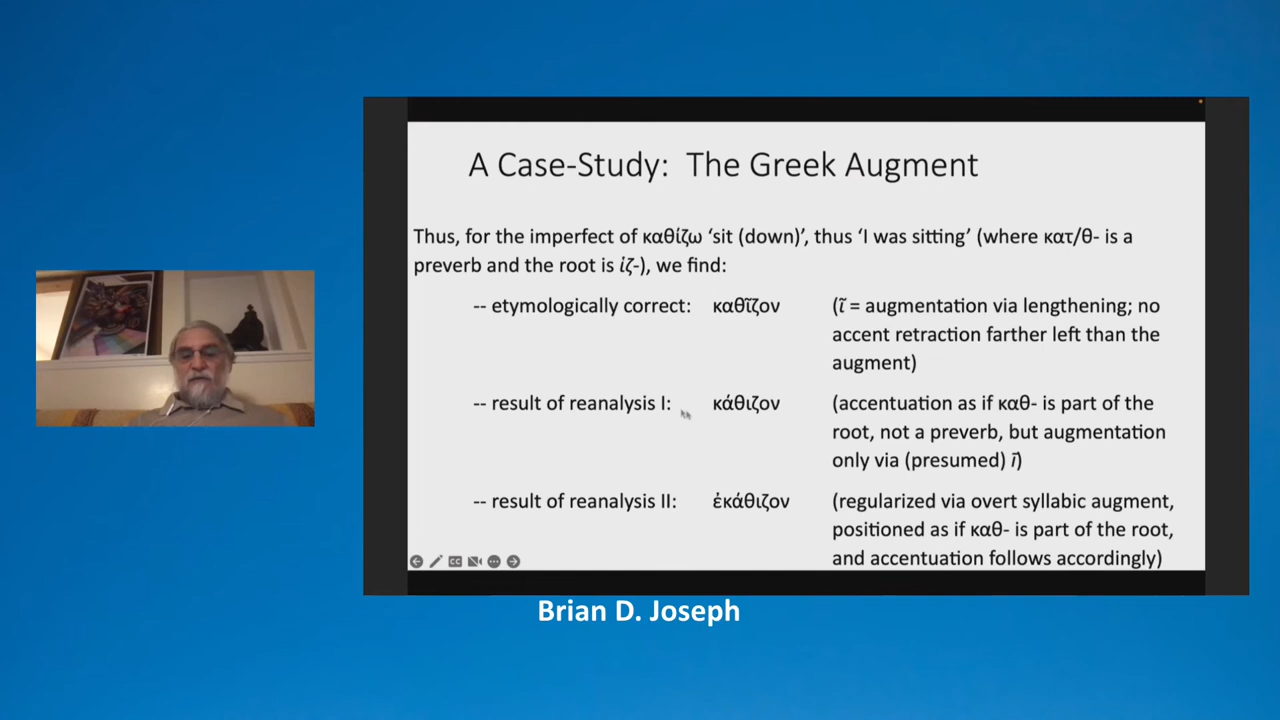 A Case-Study: The Greek Augment
Thus, for the imperfect of καθίζω ‘sit (down)’, thus ‘I was sitting’ (where κατ/θ- is a
preverb and the root is ἱζ-), we find:
-- etymologically correct: καθῖζον (ῖ = augmentation via lengthening; no
accent retraction farther left than the
augment)
-- result of reanalysis I: κάθιζον (accentuation as if καθ- is part of the
root, not a preverb, but augmentation
only via (presumed) ῑ)
-- result of reanalysis II: ἐκάθιζον (regularized via overt syllabic augment,
positioned as if καθ- is part of the root,
and accentuation follows accordingly)
CC
Brian D. Joseph